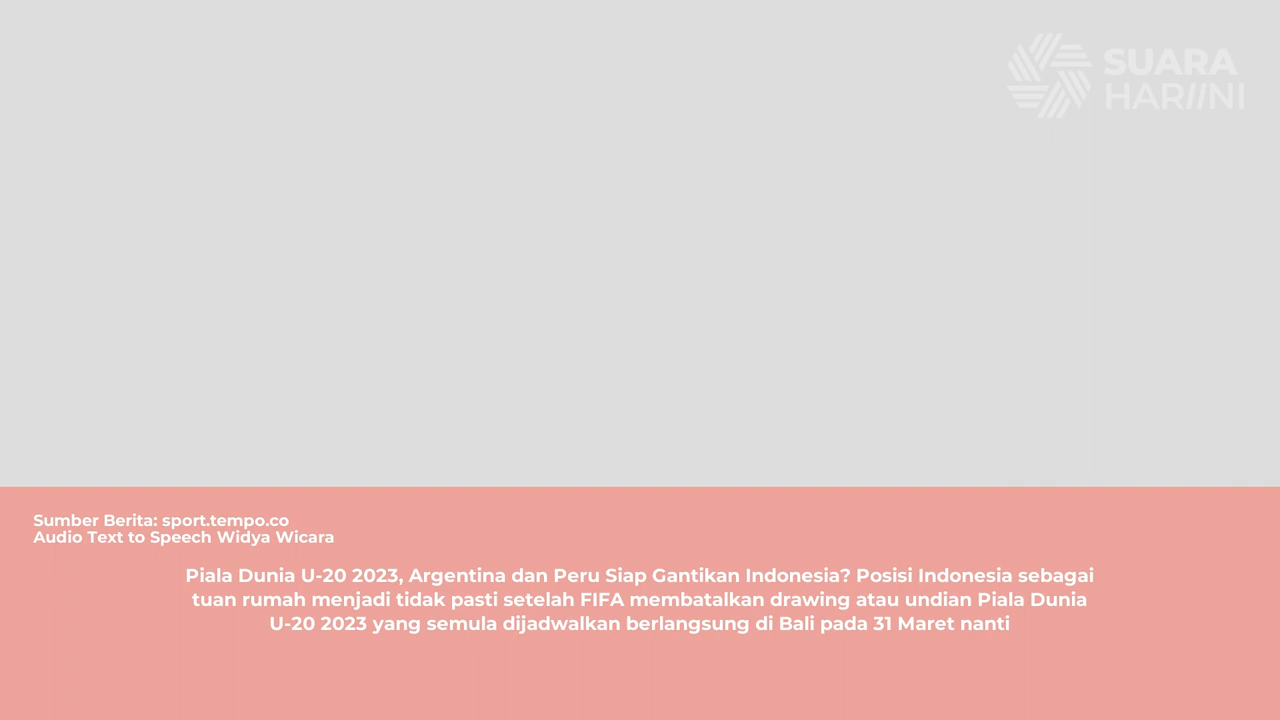 SUARA
HARIINI
Sumber Berita: sport.tempo.co
Audio Text to Speech Widya Wicara
Piala Dunia U-20 2023, Argentina dan Peru Siap Gantikan Indonesia? Posisi Indonesia sebagai
tuan rumah menjadi tidak pasti setelah FIFA membatalkan drawing atau undian Piala Dunia
U-20 2023 yang semula dijadwalkan berlangsung di Bali pada 31 Maret nanti